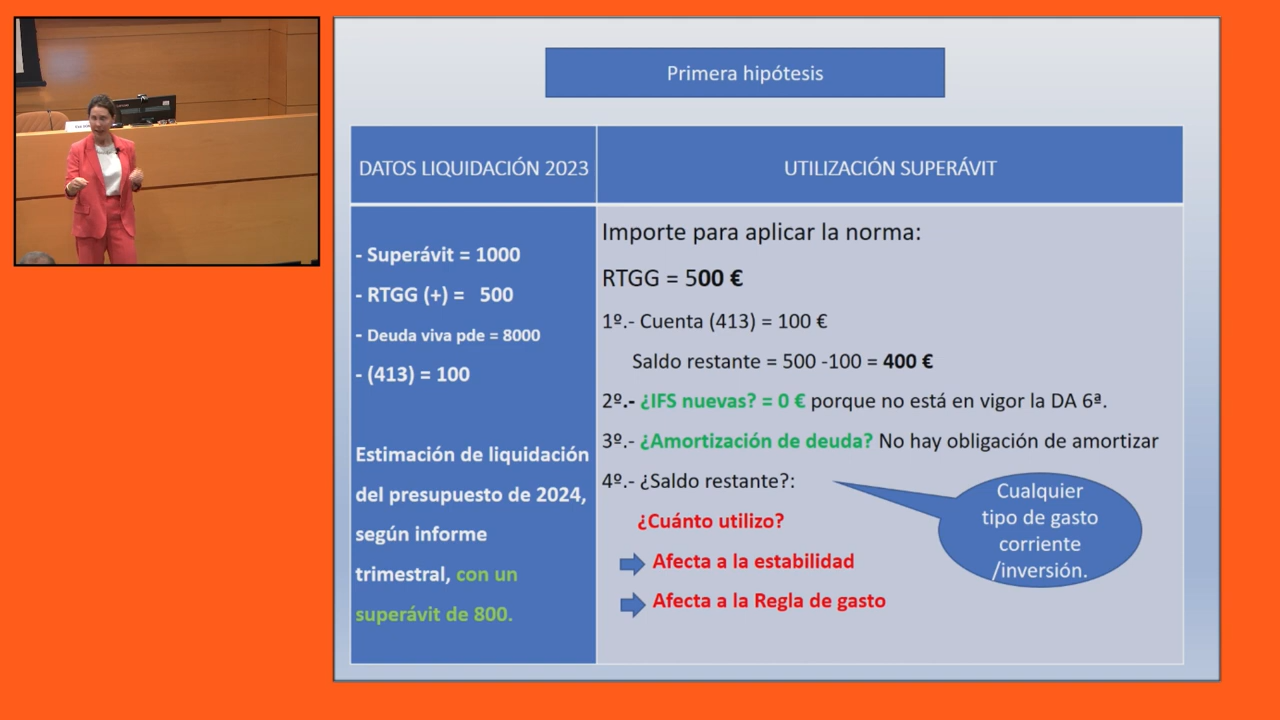 Primera hipótesis
DATOS LIQUIDACIÓN 2023
UTILIZACIÓN SUPERÁVIT
- Superávit = 1000
- RTGG (+) = 500
- Deuda viva pde = 8000
- (413) = 100
Estimación de liquidación
del presupuesto de 2024,
según informe
trimestral, con un
superávit de 800.
Importe para aplicar la norma:
RTGG = 500 €
1º.- Cuenta (413) = 100 €
Saldo restante = 500 -100 = 400 €
2º.- ¿IFS nuevas? = 0 € porque no está en vigor la DA 6ª.
3º.- ¿Amortización de deuda? No hay obligación de amortizar
4º.- ¿Saldo restante?:
¿Cuánto utilizo?
Afecta a la estabilidad
Afecta a la Regla de gasto
Cualquier
tipo de gasto
corriente
/inversión.